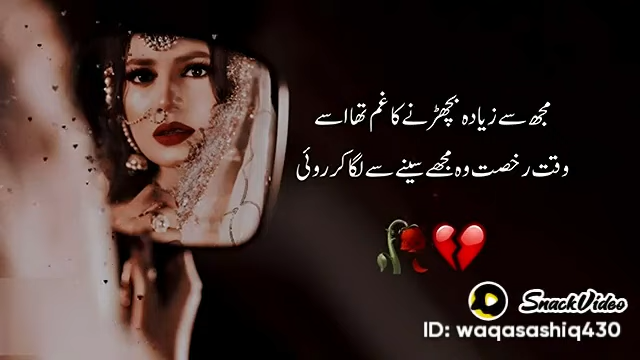 مجھ سے زیادہ بچھڑنے کا غم تھا اسے
وقت رخصت وہ مجھے سینے سے لگا کر روئی
SnackVideo
ID: waqasashiq430